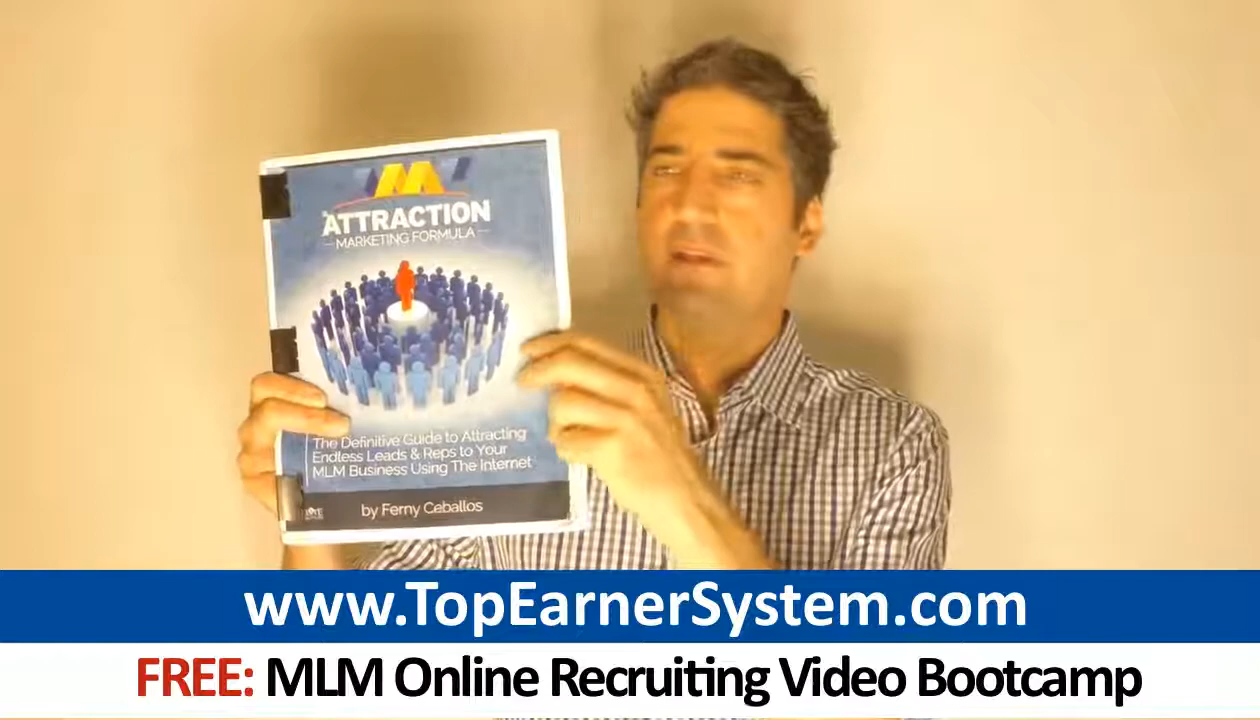 ATTRACTION
MARKETING FORMULA
The Definitive Guide to Attracting
Endless Leads & Reps to Your
MLM Business Using The Internet
by Ferny Ceballos
www.TopEarnerSystem.com
FREE: MLM Online Recruiting Video Bootcamp